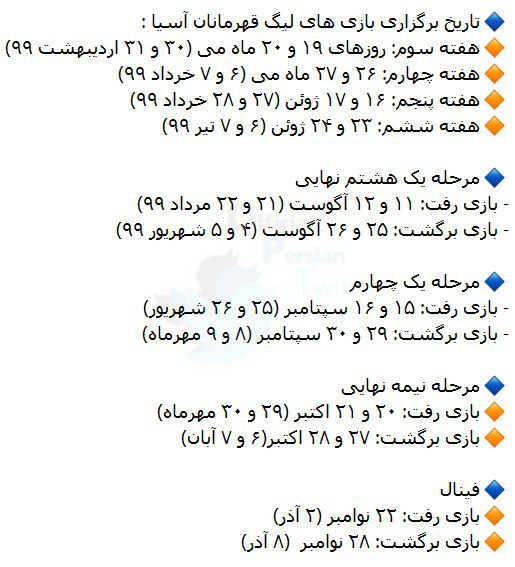 تاریخ برگزاری بازی های لیگ قهرمانان آسیا :
هفته سوم: روزهای ۱۹ و ۲۰ ماه می (۳۰ و ۳۱ اردیبهشت ۹۹)
هفته چهارم: ۲۶ و ۲۷ ماه می (۶ و ۷ خرداد ۹۹)
هفته پنجم: ۱۶ و ۱۷ ژوئن (۲۷ و ۲۸ خرداد ۹۹)
هفته ششم: ۲۳ و ۲۴ ژوئن (۶ و ۷ تیر ۹۹)
مرحله یک هشتم نهایی
- بازی رفت: ۱۱ و ۱۲ آگوست (۲۱ و ۲۲ مرداد ۹۹)
- بازی برگشت: ۲۵ و ۲۶ آگوست (۴ و ۵ شهریور ۹۹)
مرحله یک چهارم
- بازی رفت: ۱۵ و ۱۶ سپتامبر (۲۵ و ۲۶ شهریور)
- بازی برگشت: ۲۹ و ۳۰ سپتامبر (۸ و ۹ مهرماه)
مرحله نیمه نهایی
بازی رفت: ۲۰ و ۲۱ اکتبر (۲۹ و ۳۰ مهرماه)
بازی برگشت: ۲۷ و ۲۸ اکتبر(۶ و ۷ آبان)
فینال
بازی رفت: ۲۲ نوامبر (۲ آذر)
بازی برگشت: ۲۸ نوامبر (۸ آذر)
Official
Persian
Twitter